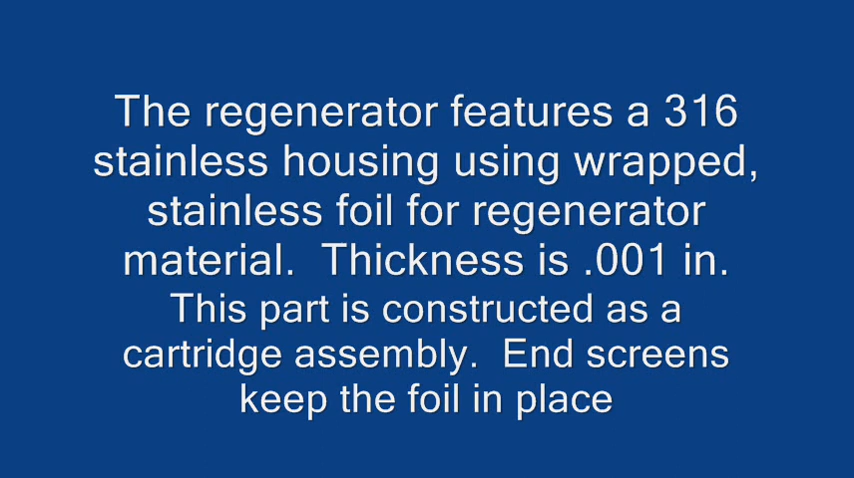 The regenerator features a 316
stainless housing using wrapped,
stainless foil for regenerator
material.  Thickness is .001 in.
This part is constructed as a
cartridge assembly.  End screens
keep the foil in place